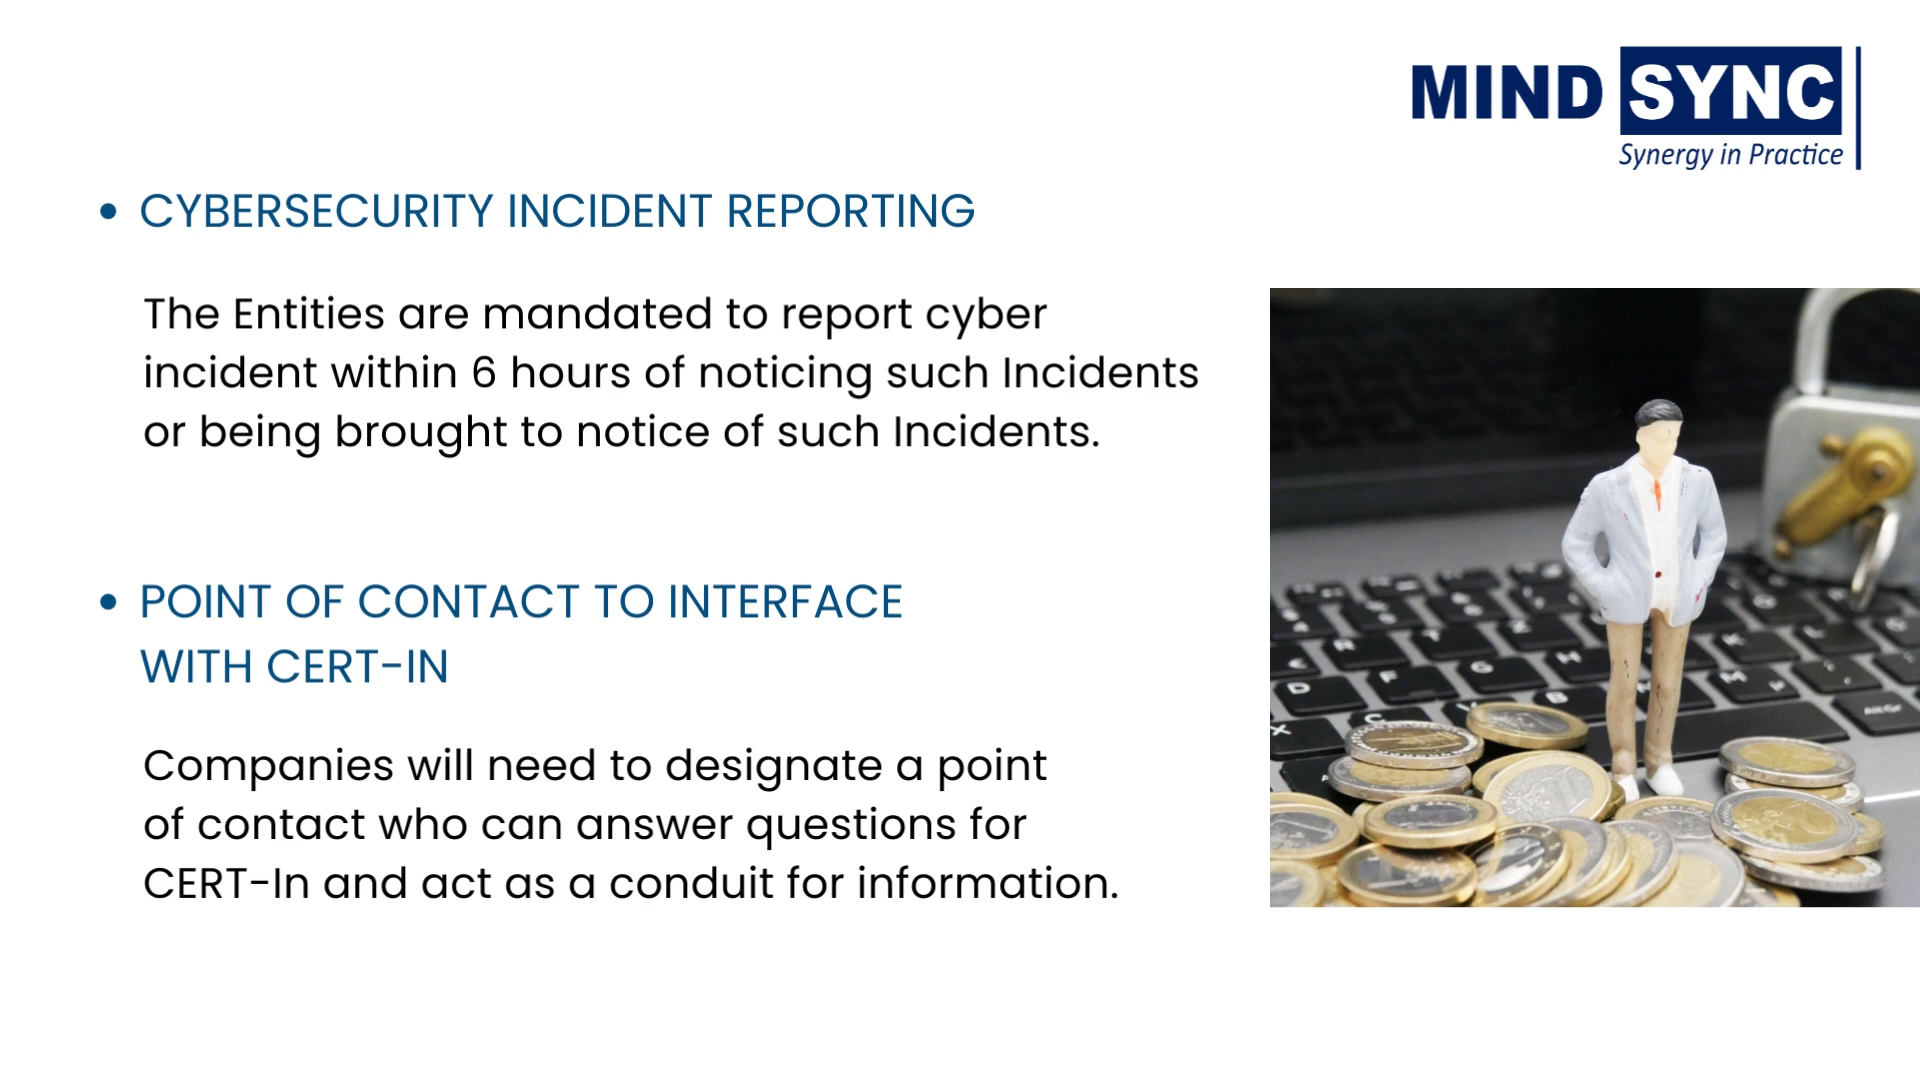 MIND SYNC
Synergy in Practice
• CYBERSECURITY INCIDENT REPORTING
The Entities are mandated to report cyber
incident within 6 hours of noticing such Incidents
or being brought to notice of such Incidents.
• POINT OF CONTACT TO INTERFACE
WITH CERT-IN
Companies will need to designate a point
of contact who can answer questions for
CERT-In and act as a conduit for information.